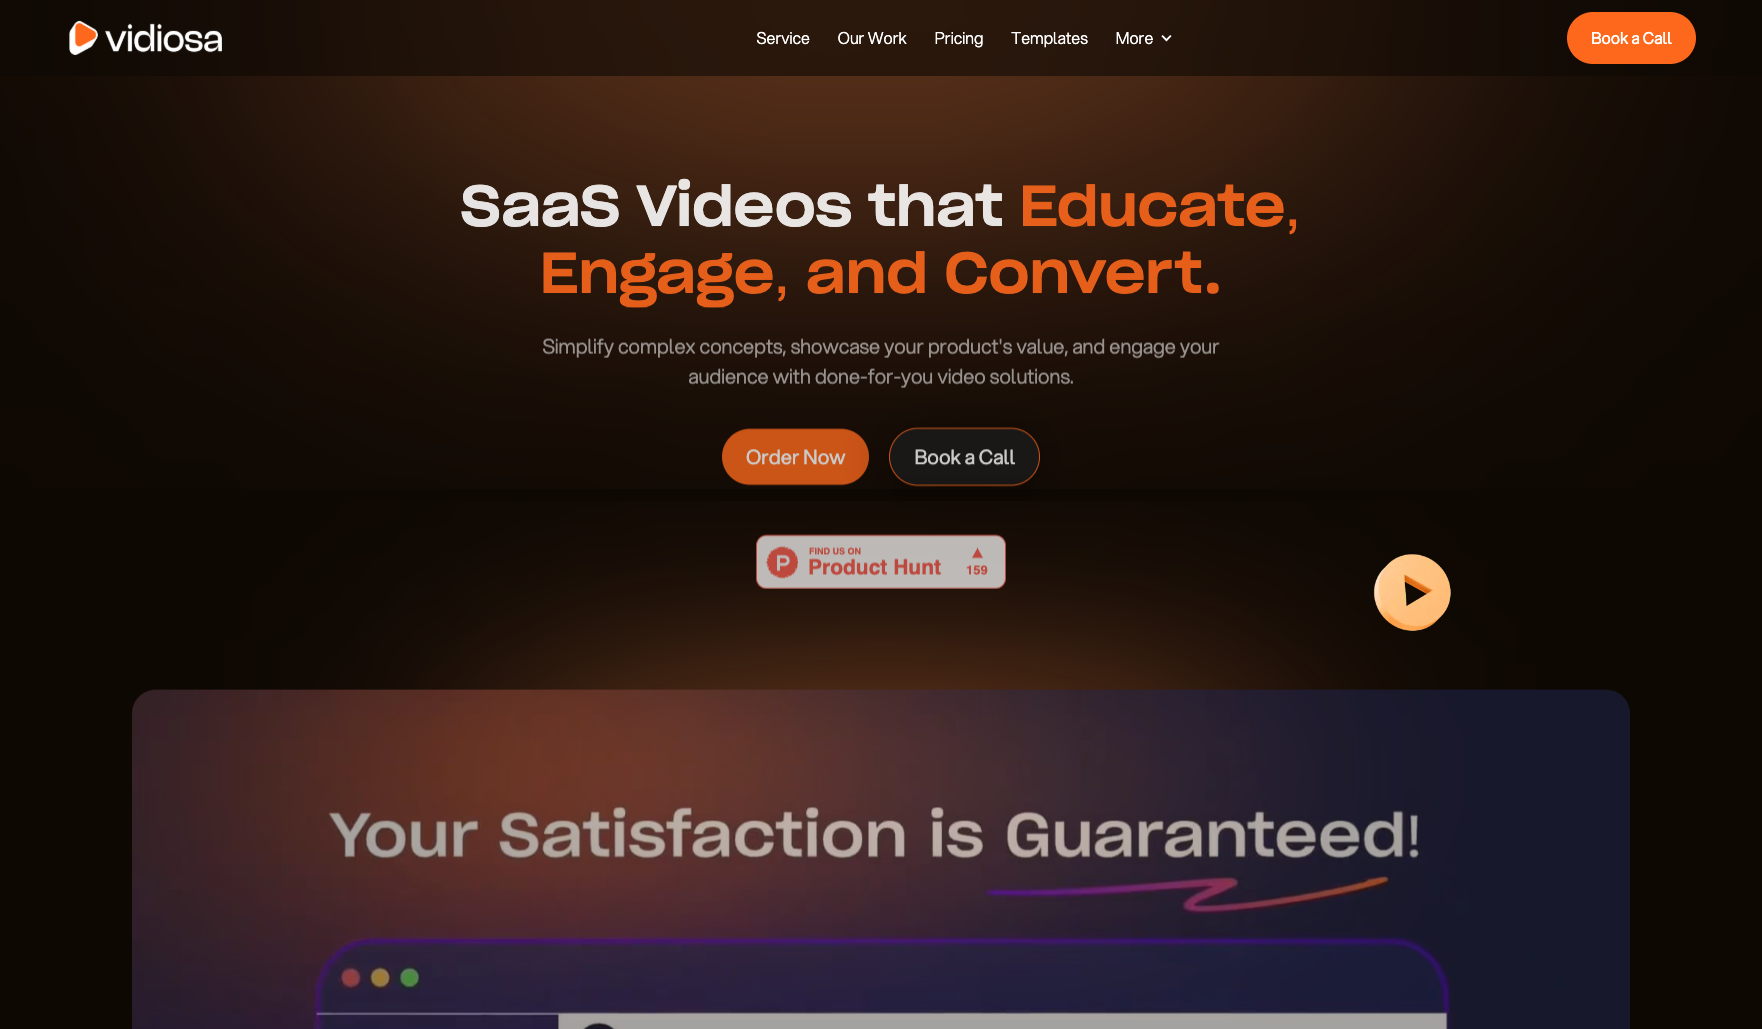 vidiosa
Service Our Work Pricing Templates More
Book a Call
SaaS Videos that Educate,
Engage, and Convert.
Simplify complex concepts, showcase your product's value, and engage your
audience with done-for-you video solutions.
Order Now Book a Call
P FIND US ON
Product Hunt 159
Your Satisfaction is Guaranteed!